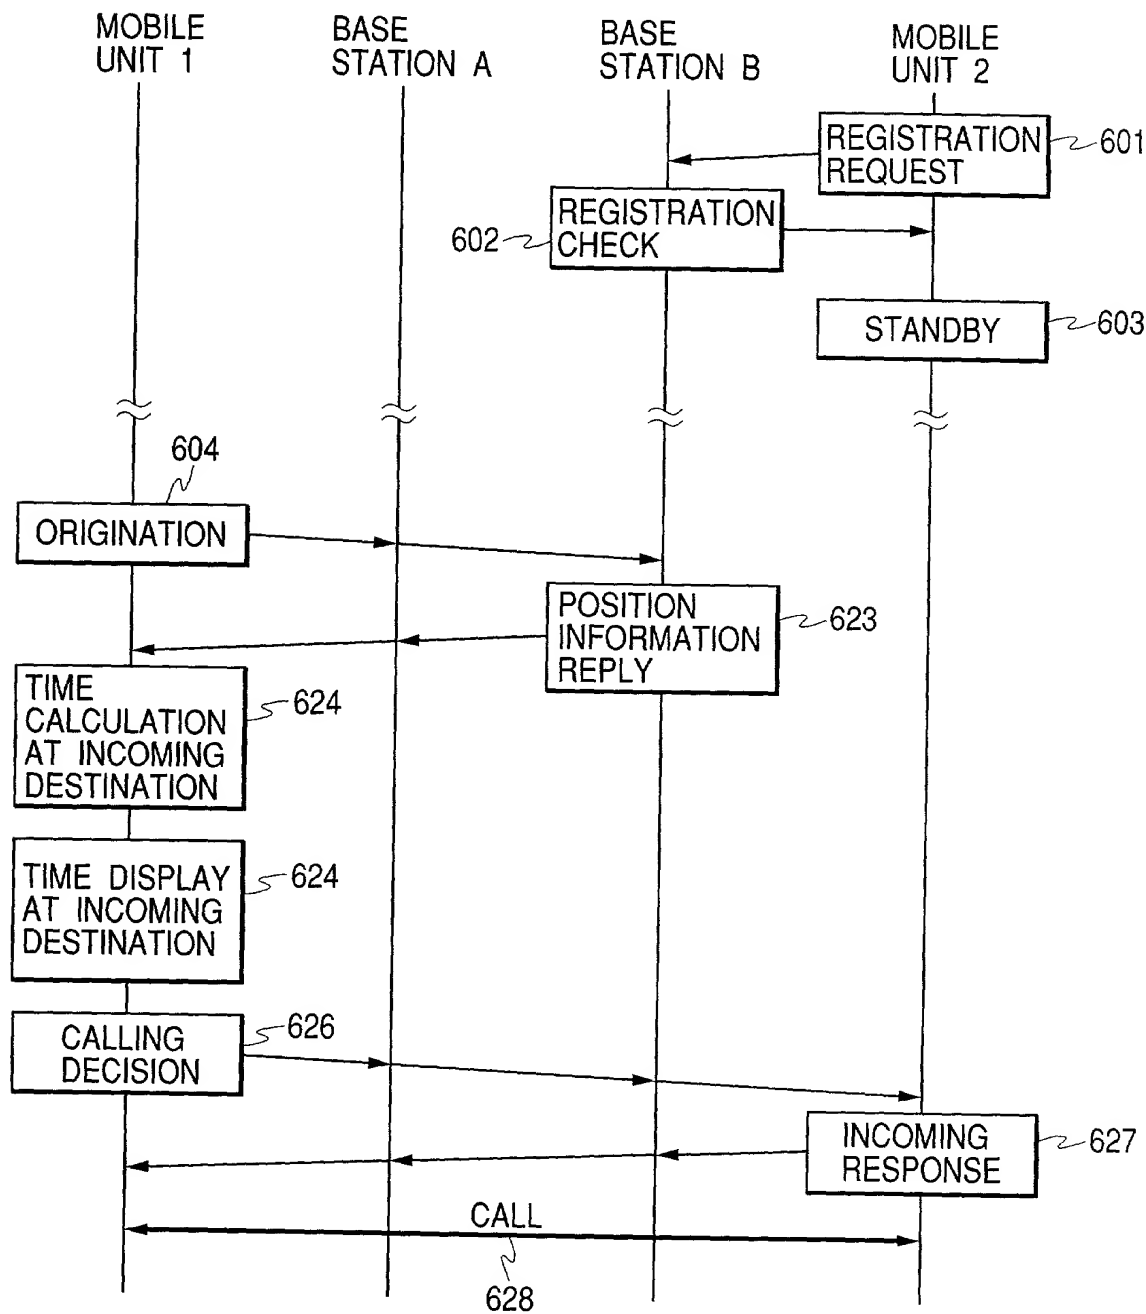 MOBILE
UNIT 1
BASE
STATION A
BASE
STATION B
MOBILE
UNIT 2
REGISTRATION
REQUEST
601
REGISTRATION
CHECK
602
STANDBY
603
604
ORIGINATION
POSITION
INFORMATION
REPLY
623
TIME
CALCULATION
AT INCOMING
DESTINATION
624
TIME DISPLAY
AT INCOMING
DESTINATION
624
CALLING
DECISION
626
INCOMING
RESPONSE
627
CALL
628